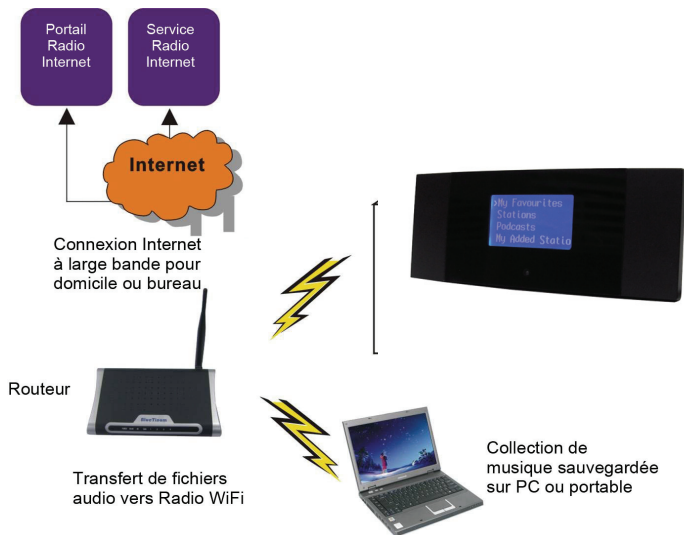 Portail
Radio
Internet
Service
Radio
Internet
Internet
Connexion Internet
à large bande pour
domicile ou bureau
>My Favourites
Stations
Podcasts
My Added Statio
Routeur
Transfert de fichiers
audio vers Radio WiFi
Collection de
musique sauvegardée
sur PC ou portable